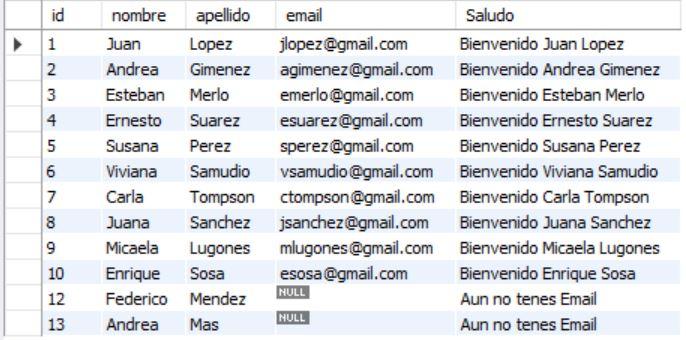 id nombre apellido email Saludo
1 Juan Lopez jlopez@gmail.com Bienvenido Juan Lopez
2 Andrea Gimenez agimenez@gmail.com Bienvenido Andrea Gimenez
3 Esteban Merlo emerlo@gmail.com Bienvenido Esteban Merlo
4 Ernesto Suarez esuarez@gmail.com Bienvenido Ernesto Suarez
5 Susana Perez sperez@gmail.com Bienvenido Susana Perez
6 Viviana Samudio vsamudio@gmail.com Bienvenido Viviana Samudio
7 Carla Tompson ctompson@gmail.com Bienvenido Carla Tompson
8 Juana Sanchez jsanchez@gmail.com Bienvenido Juana Sanchez
9 Micaela Lugones mlugones@gmail.com Bienvenido Micaela Lugones
10 Enrique Sosa esosa@gmail.com Bienvenido Enrique Sosa
12 Federico Mendez NULL Aun no tenes Email
13 Andrea Mas NULL Aun no tenes Email